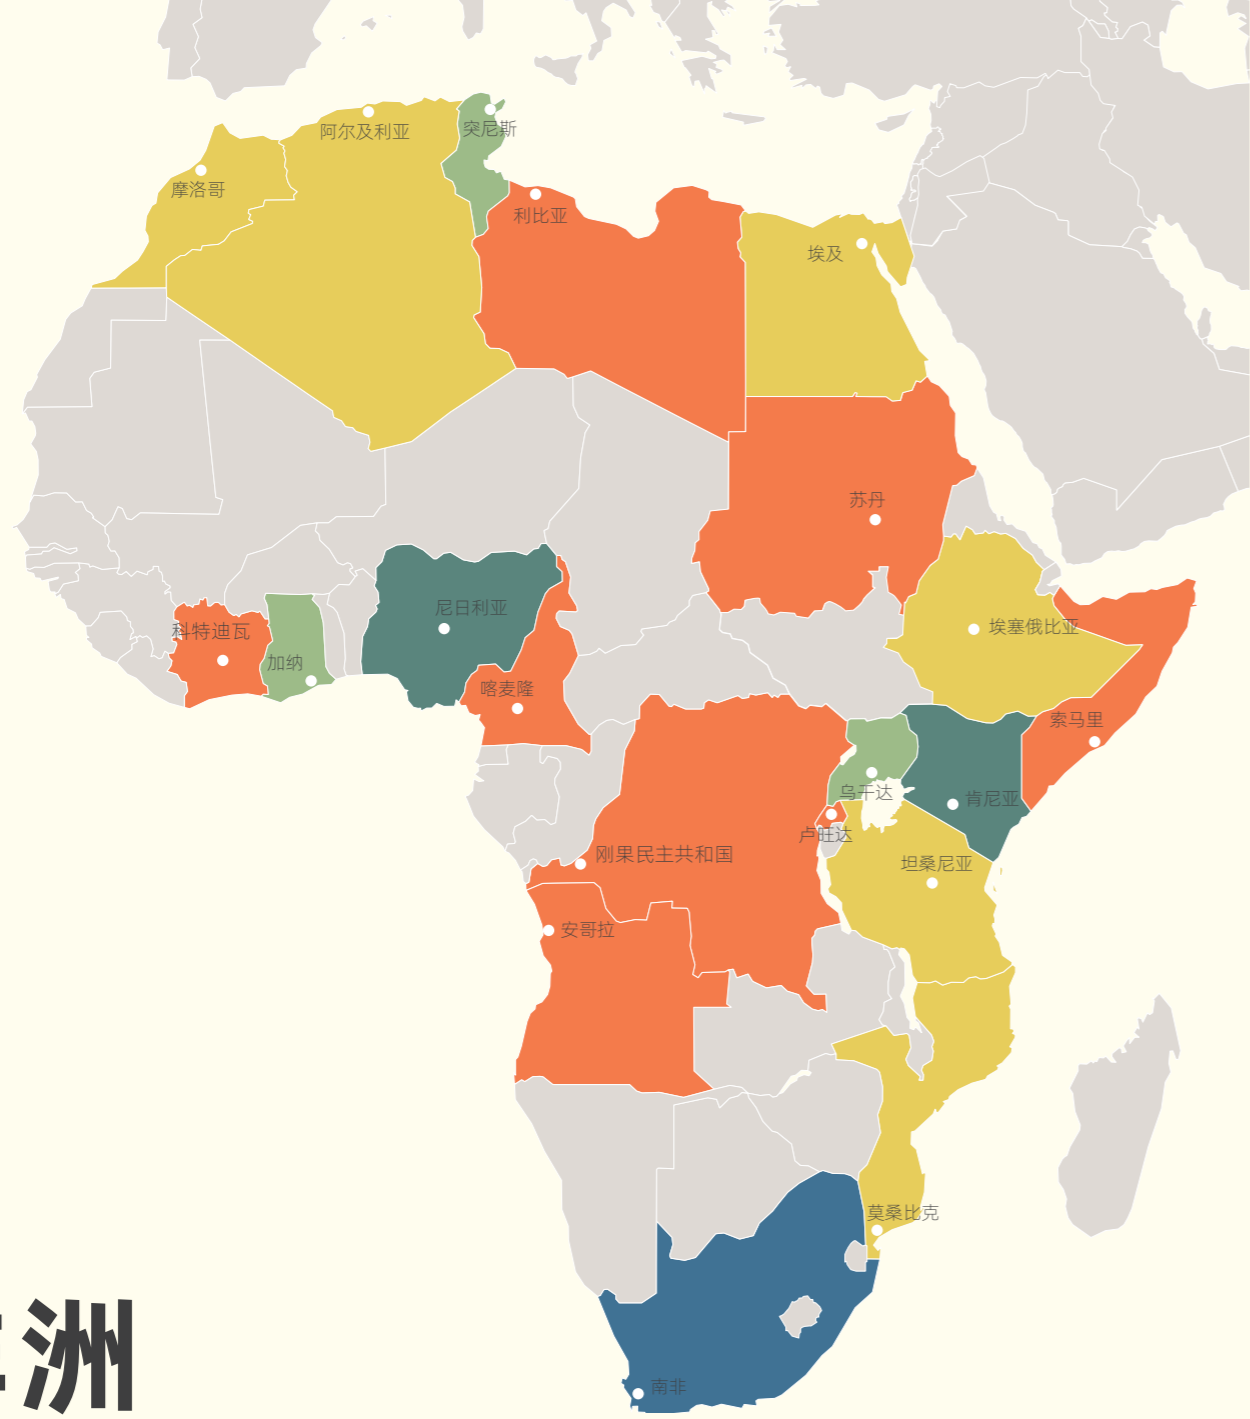 阿尔及利亚
突尼斯
摩洛哥
利比亚
埃及
苏丹
尼日利亚
科特迪瓦
埃塞俄比亚
加纳
喀麦隆
索马里
乌干达
肯尼亚
卢旺达
刚果民主共和国
坦桑尼亚
安哥拉
莫桑比克
南非
洲